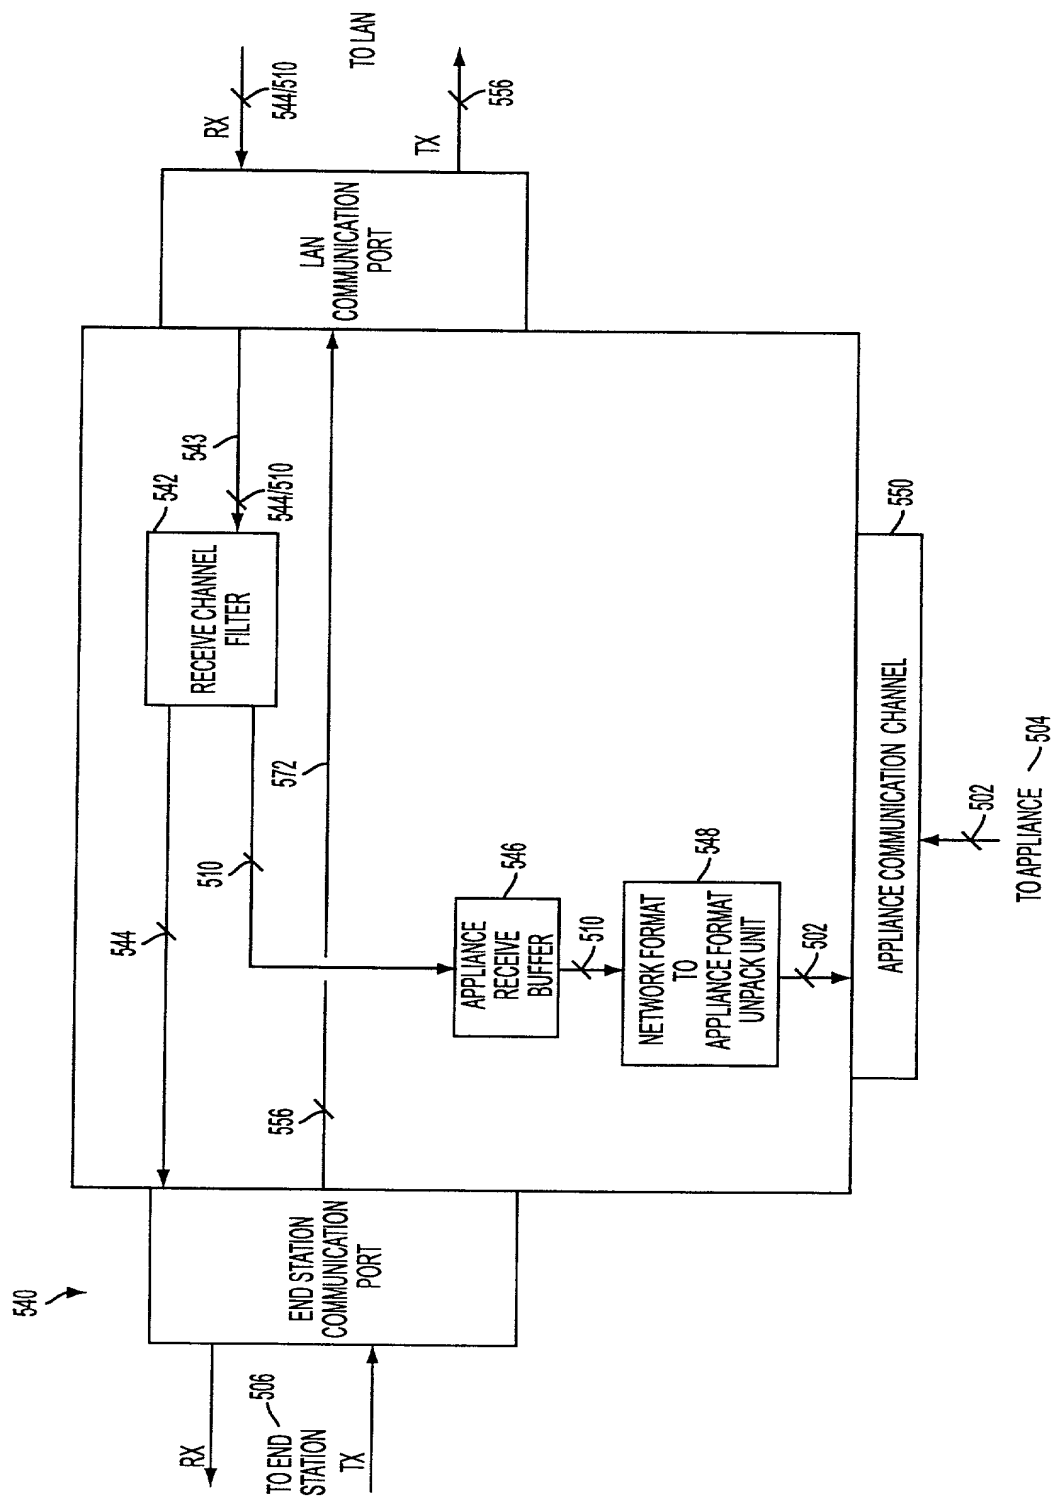 540
RX
TO END
STATION
506
TX
END STATION
COMMUNICATION
PORT
544
556
510
572
RECEIVE CHANNEL
FILTER
542
543
544/510
LAN
COMMUNICATION
PORT
RX
544/510
TO LAN
TX
556
APPLIANCE
RECEIVE
BUFFER
546
510
NETWORK FORMAT
TO
APPLIANCE FORMAT
UNPACK UNIT
548
502
APPLIANCE COMMUNICATION CHANNEL
550
502
TO APPLIANCE
504